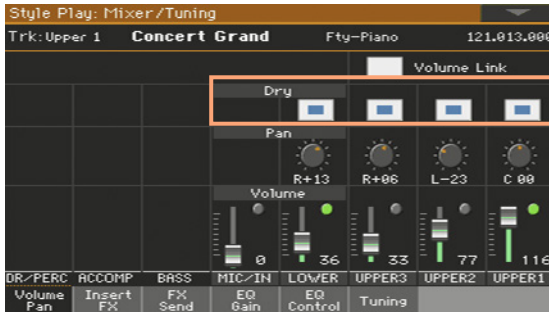 Style Play: Mixer/Tuning
Trk: Upper 1 Concert Grand Fty-Piano 121.013.000
Volume Link
Dry
Pan
R+13 R+06 L-23 C 00
Volume
0 36 33 77 116
DR/PERC ACCOMP BASS MIC/IN LOWER UPPER3 UPPER2 UPPER1
Volume Pan Insert FX FX Send EQ Gain EQ Control Tuning